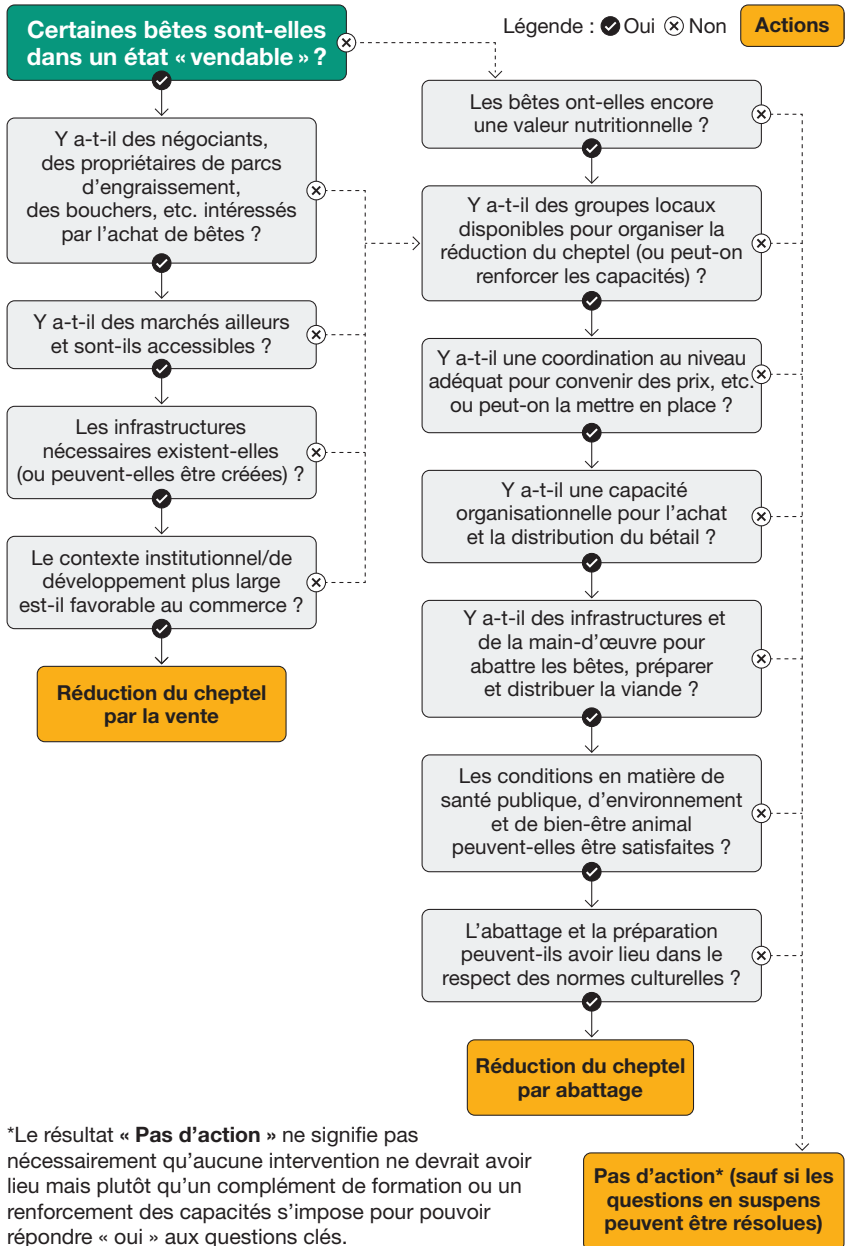 Certaines bêtes sont-elles
dans un état « vendable » ?
Légende : Oui Non Actions
Y a-t-il des négociants,
des propriétaires de parcs
d’engraissement,
des bouchers, etc. intéressés
par l’achat de bêtes ?
Y a-t-il des marchés ailleurs
et sont-ils accessibles ?
Les infrastructures
nécessaires existent-elles
(ou peuvent-elles être créées) ?
Le contexte institutionnel/de
développement plus large
est-il favorable au commerce ?
Réduction du cheptel
par la vente
Les bêtes ont-elles encore
une valeur nutritionnelle ?
Y a-t-il des groupes locaux
disponibles pour organiser la
réduction du cheptel (ou peut-on
renforcer les capacités) ?
Y a-t-il une coordination au niveau
adéquat pour convenir des prix, etc.
ou peut-on la mettre en place ?
Y a-t-il une capacité
organisationnelle pour l’achat
et la distribution du bétail ?
Y a-t-il des infrastructures et
de la main-d’œuvre pour
abattre les bêtes, préparer
et distribuer la viande ?
Les conditions en matière de
santé publique, d’environnement
et de bien-être animal
peuvent-elles être satisfaites ?
L’abattage et la préparation
peuvent-ils avoir lieu dans le
respect des normes culturelles ?
Réduction du cheptel
par abattage
Pas d’action* (sauf si les
questions en suspens
peuvent être résolues)
*Le résultat « Pas d’action » ne signifie pas
nécessairement qu’aucune intervention ne devrait avoir
lieu mais plutôt qu’un complément de formation ou un
renforcement des capacités s’impose pour pouvoir
répondre « oui » aux questions clés.